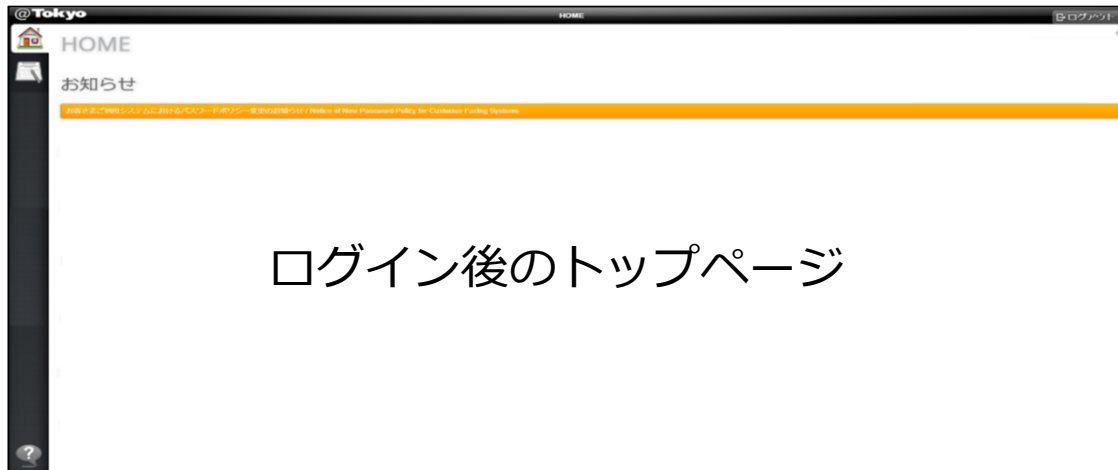 @Tokyo
HOME
ログアウト
HOME
お知らせ
お客さまご利用システムにおけるパスワードポリシー変更のお知らせ / Notice of New Password Policy for Customer Facing Systems
ログイン後のトップページ